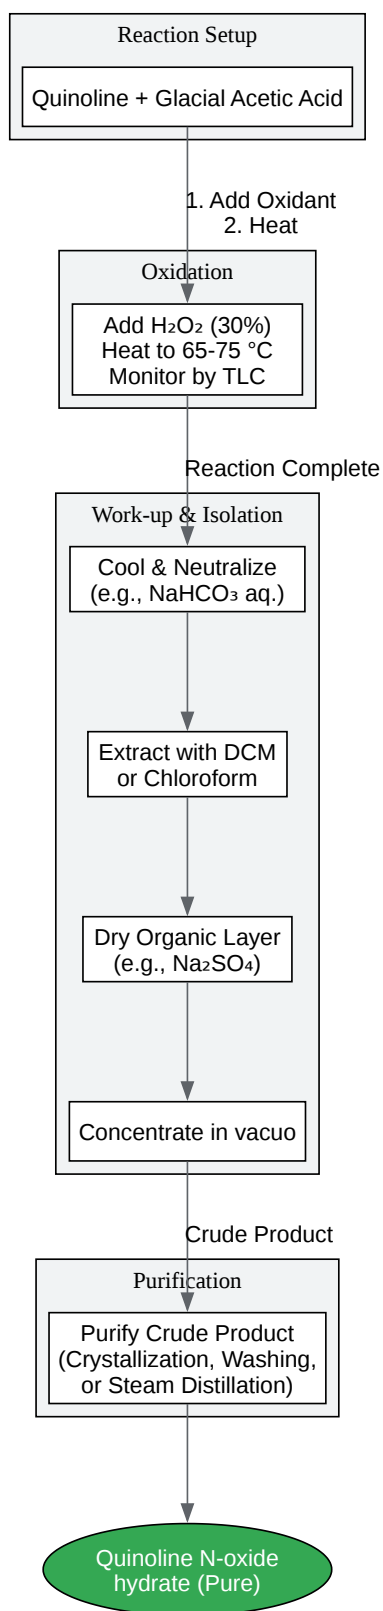 Reaction Setup
Quinoline + Glacial Acetic Acid
1. Add Oxidant
2. Heat
Oxidation
Add H₂O₂ (30%)
Heat to 65-75 °C
Monitor by TLC
Reaction Complete
Work-up & Isolation
Cool & Neutralize
(e.g., NaHCO₃ aq.)
Extract with DCM
or Chloroform
Dry Organic Layer
(e.g., Na₂SO₄)
Concentrate in vacuo
Crude Product
Purification
Purify Crude Product
(Crystallization, Washing,
or Steam Distillation)
Quinoline N-oxide
hydrate (Pure)